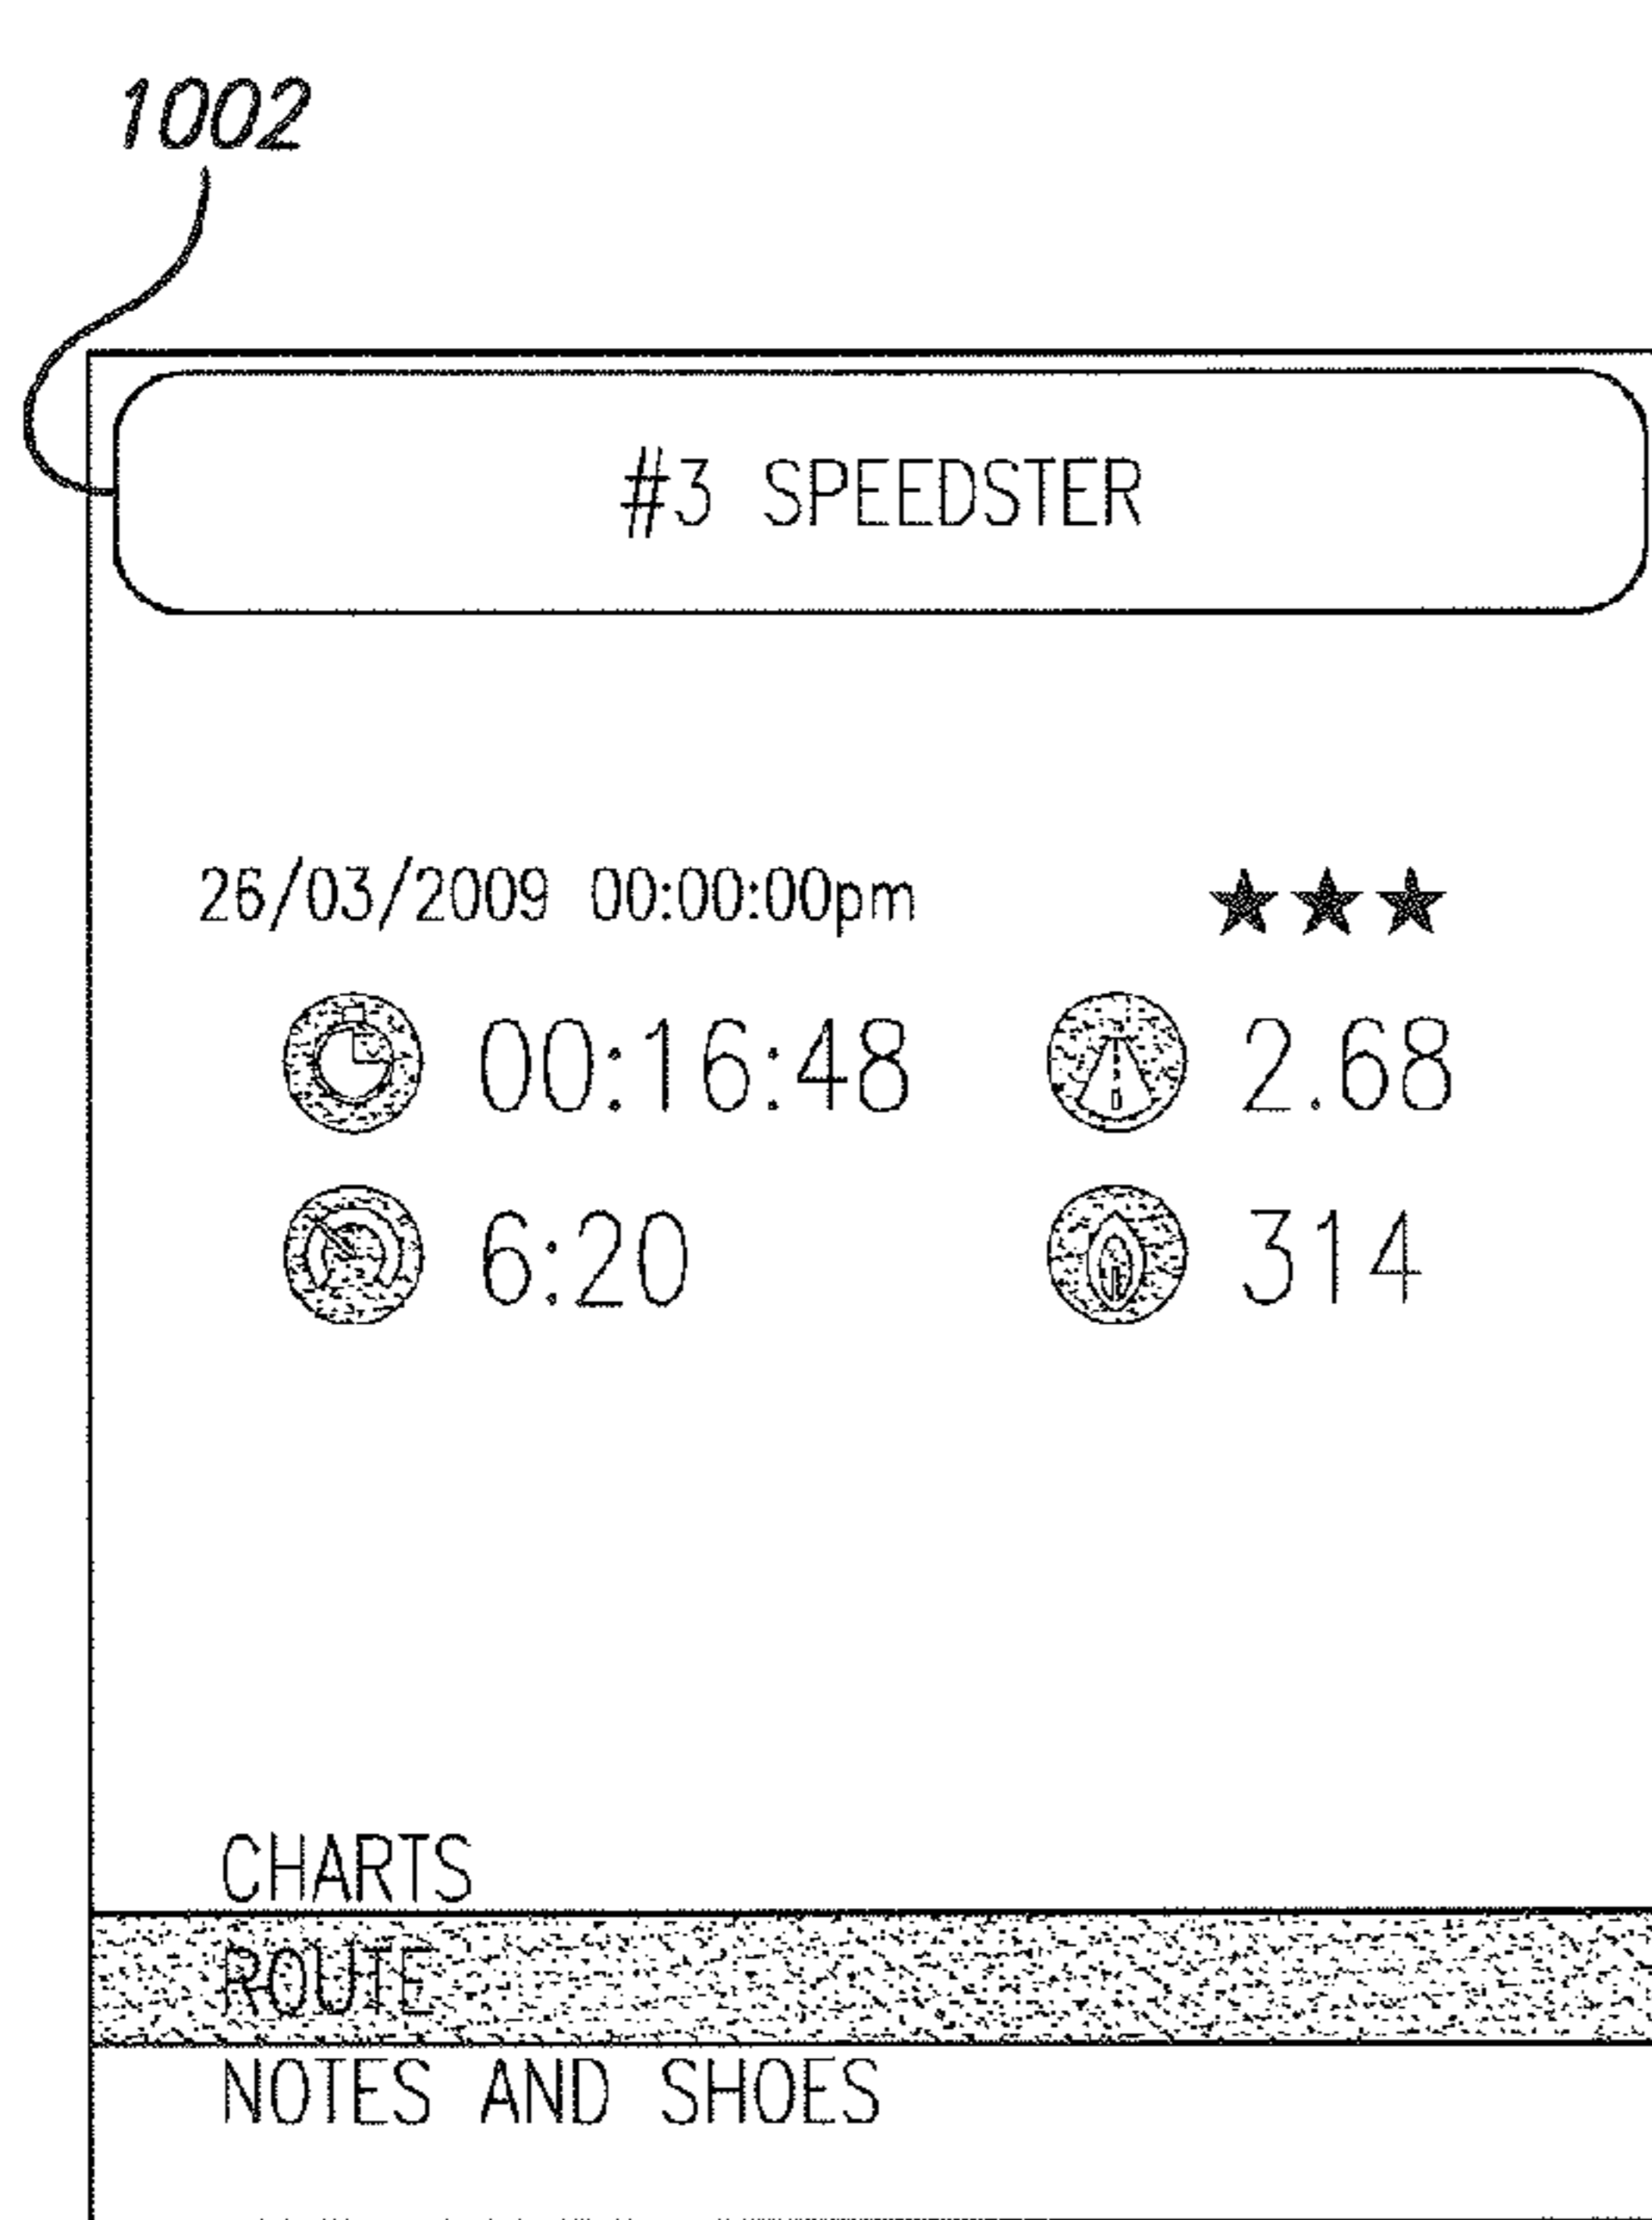 1002
#3 SPEEDSTER
26/03/2009 00:00:00pm
00:16:48 2.68
6:20 314
CHARTS
ROUTE
NOTES AND SHOES